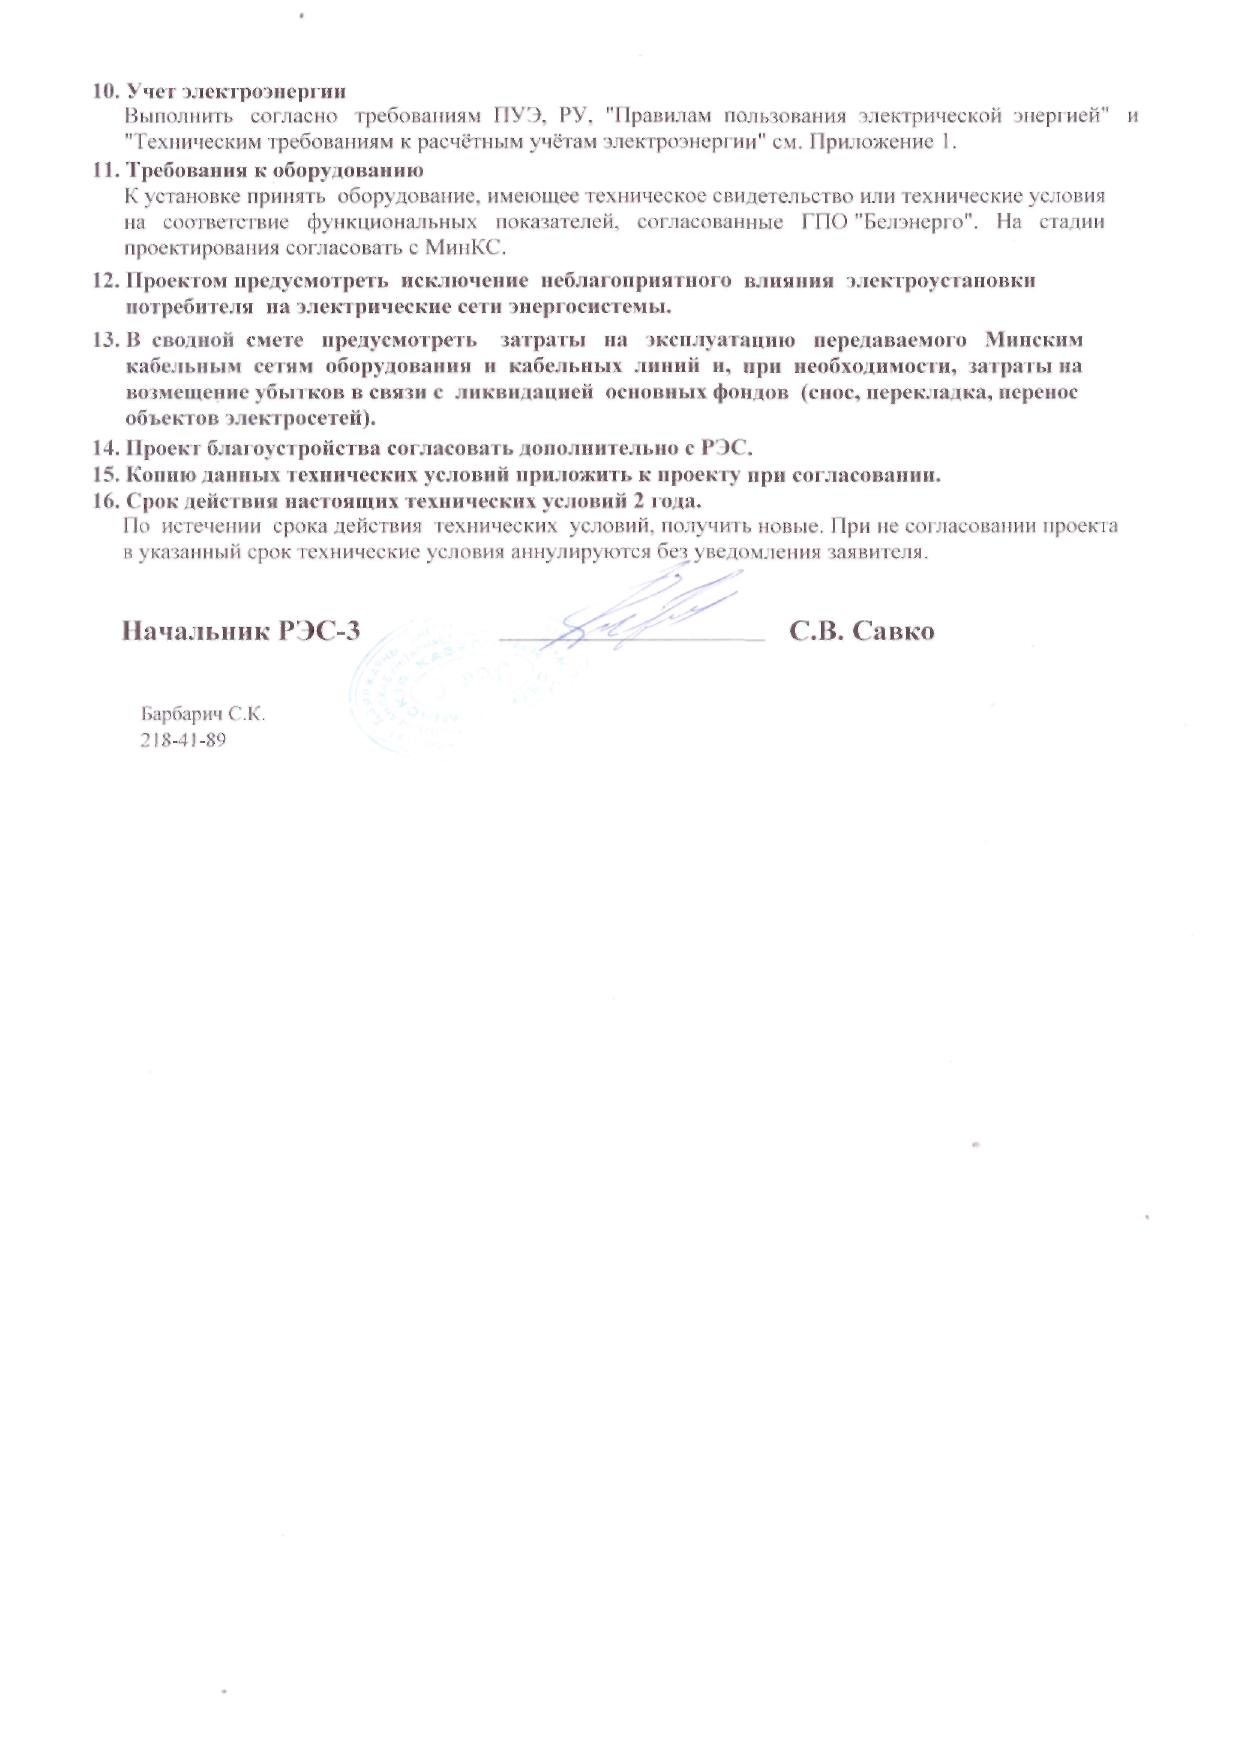 10. Учет электроэнергии
Выполнить согласно требованиям ПУЭ, РУ, "Правилам пользования электрической энергией" и
"Техническим требованиям к расчётным учётам электроэнергии" см. Приложение 1.
11. Требования к оборудованию
К установке принять оборудование, имеющее техническое свидетельство или технические условия
на соответствие функциональных показателей, согласованные ГПО "Белэнерго". На стадии
проектирования согласовать с МинКС.
12. Проектом предусмотреть исключение неблагоприятного влияния электроустановки
потребителя на электрические сети энергосистемы.
13. В сводной смете предусмотреть затраты на эксплуатацию передаваемого Минским
кабельным сетям оборудования и кабельных линий и, при необходимости, затраты на
возмещение убытков в связи с ликвидацией основных фондов (снос, перекладка, перенос
объектов электросетей).
14. Проект благоустройства согласовать дополнительно с РЭС.
15. Копию данных технических условий приложить к проекту при согласовании.
16. Срок действия настоящих технических условий 2 года.
По истечении срока действия технических условий, получить новые. При не согласовании проекта
в указанный срок технические условия аннулируются без уведомления заявителя.
Начальник РЭС-3 С.В. Савко
Барбарич С.К.
218-41-89